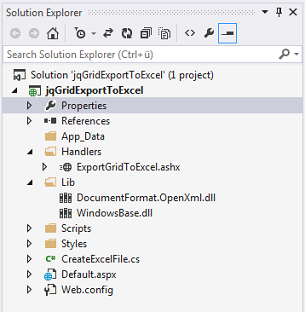 Solution Explorer
Search Solution Explorer (Ctrl+ü)
Solution 'jqGridExportToExcel' (1 project)
jqGridExportToExcel
Properties
References
App_Data
Handlers
ExportGridToExcel.ashx
Lib
DocumentFormat.OpenXml.dll
WindowsBase.dll
Scripts
Styles
CreateExcelFile.cs
Default.aspx
Web.config